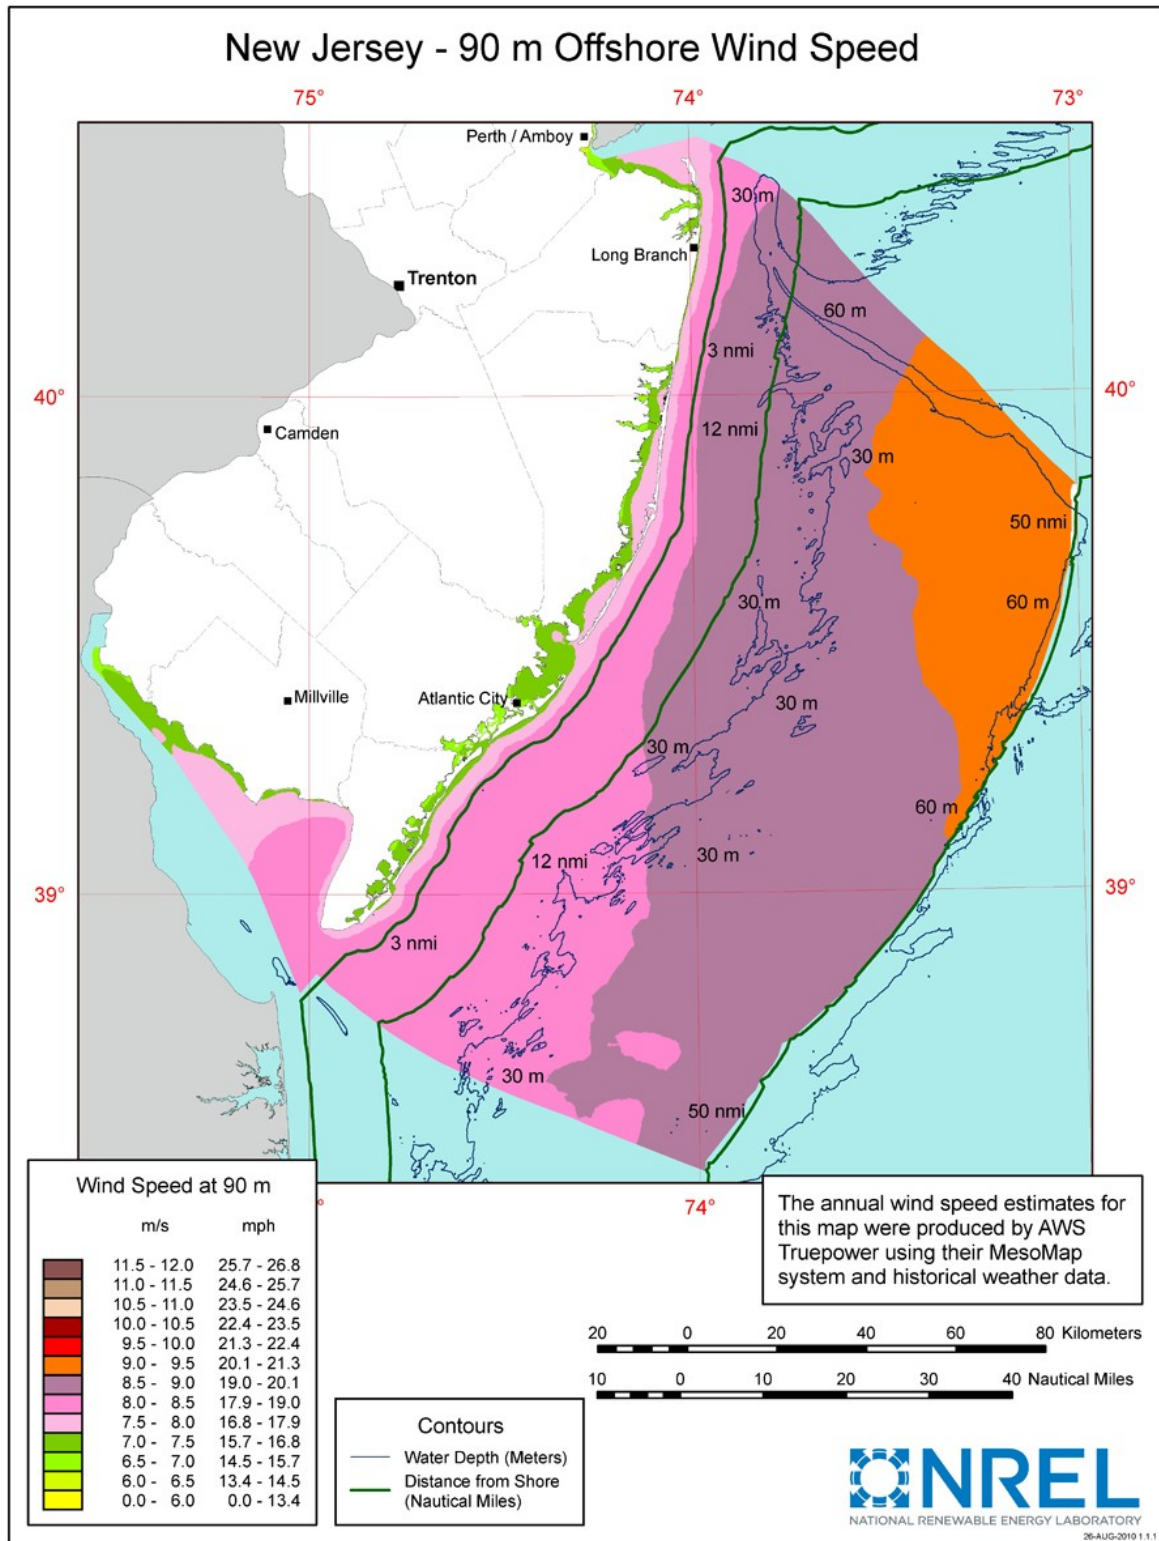 New Jersey - 90 m Offshore Wind Speed
75° 74° 73°
Perth / Amboy
30 m
Long Branch
Trenton
60 m
3 nmi
40° 40°
12 nmi
Camden
30 m
50 nmi
30 m
60 m
Millville
Atlantic City
30 m
30 m
60 m
30 m
12 nmi
39° 39°
3 nmi
30 m
50 nmi
74°
Wind Speed at 90 m
m/s mph
11.5 - 12.0 25.7 - 26.8
11.0 - 11.5 24.6 - 25.7
10.5 - 11.0 23.5 - 24.6
10.0 - 10.5 22.4 - 23.5
9.5 - 10.0 21.3 - 22.4
9.0 - 9.5 20.1 - 21.3
8.5 - 9.0 19.0 - 20.1
8.0 - 8.5 17.9 - 19.0
7.5 - 8.0 16.8 - 17.9
7.0 - 7.5 15.7 - 16.8
6.5 - 7.0 14.5 - 15.7
6.0 - 6.5 13.4 - 14.5
0.0 - 6.0 0.0 - 13.4
The annual wind speed estimates for
this map were produced by AWS
Truepower using their MesoMap
system and historical weather data.
20 0 20 40 60 80 Kilometers
10 0 10 20 30 40 Nautical Miles
Contours
Water Depth (Meters)
Distance from Shore
(Nautical Miles)
NREL
NATIONAL RENEWABLE ENERGY LABORATORY
26-AUG-2010 1.1.1